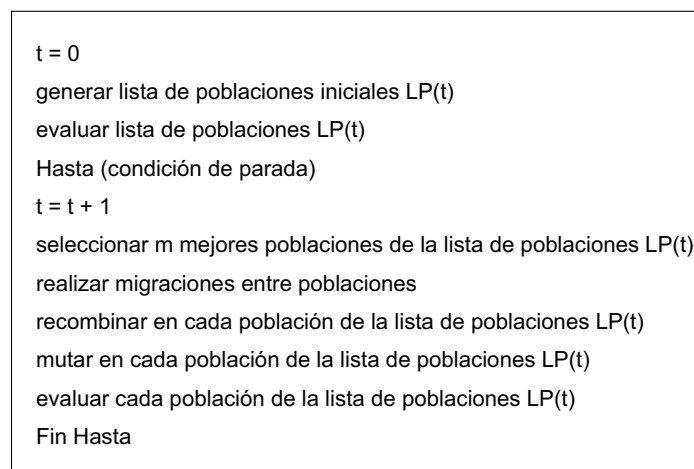 t = 0
generar lista de poblaciones iniciales LP(t)
evaluar lista de poblaciones LP(t)
Hasta (condición de parada)
t = t + 1
seleccionar m mejores poblaciones de la lista de poblaciones LP(t)
realizar migraciones entre poblaciones
recombinar en cada población de la lista de poblaciones LP(t)
mutar en cada población de la lista de poblaciones LP(t)
evaluar cada población de la lista de poblaciones LP(t)
Fin Hasta